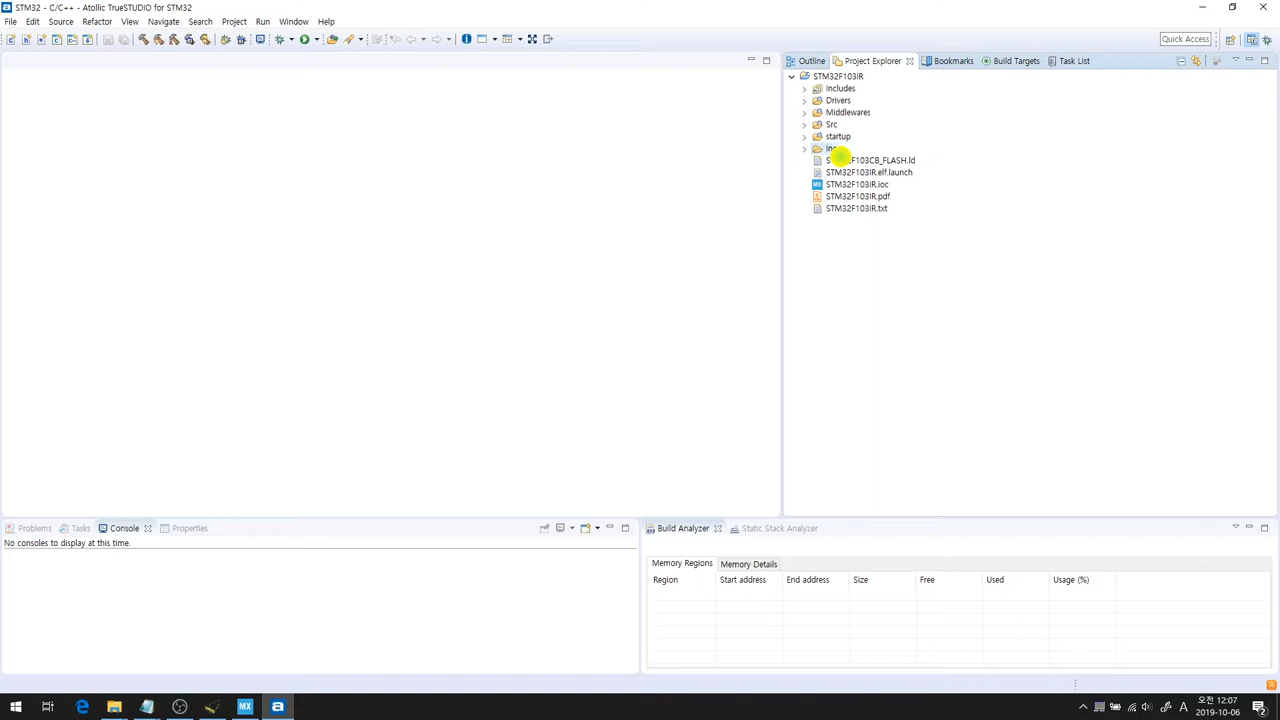 STM32 - C/C++ - Atollic TrueSTUDIO for STM32
File Edit Source Refactor View Navigate Search Project Run Window Help
Quick Access
Outline Project Explorer Bookmarks Build Targets Task List
STM32F103IR
Includes
Drivers
Middlewares
Src
startup
STM32F103IR.elf.launch
STM32F103IR.ioc
STM32F103IR.pdf
STM32F103IR.txt
Problems Tasks Console Properties
No consoles to display at this time.
Build Analyzer Static Stack Analyzer
Memory Regions Memory Details
Region Start address End address Size Free Used Usage (%)
MX
A 오전 12:07
2019-10-06
2